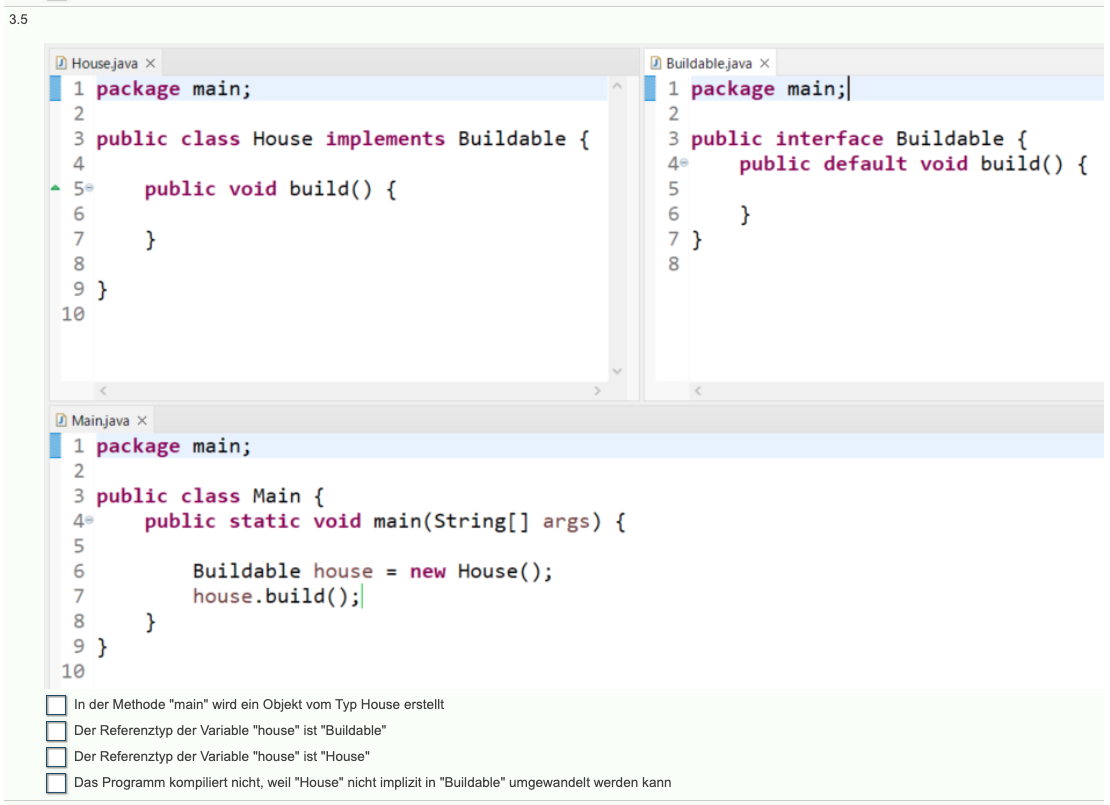 3.5
House.java
1 package main;
2
3 public class House implements Buildable {
4
5 public void build() {
6
7 }
8
9 }
10
Buildable.java
1 package main;
2
3 public interface Buildable {
4 public default void build() {
5
6 }
7 }
8
Main.java
1 package main;
2
3 public class Main {
4 public static void main(String[] args) {
5
6 Buildable house = new House();
7 house.build();
8 }
9 }
10
In der Methode "main" wird ein Objekt vom Typ House erstellt
Der Referenztyp der Variable "house" ist "Buildable"
Der Referenztyp der Variable "house" ist "House"
Das Programm kompiliert nicht, weil "House" nicht implizit in "Buildable" umgewandelt werden kann